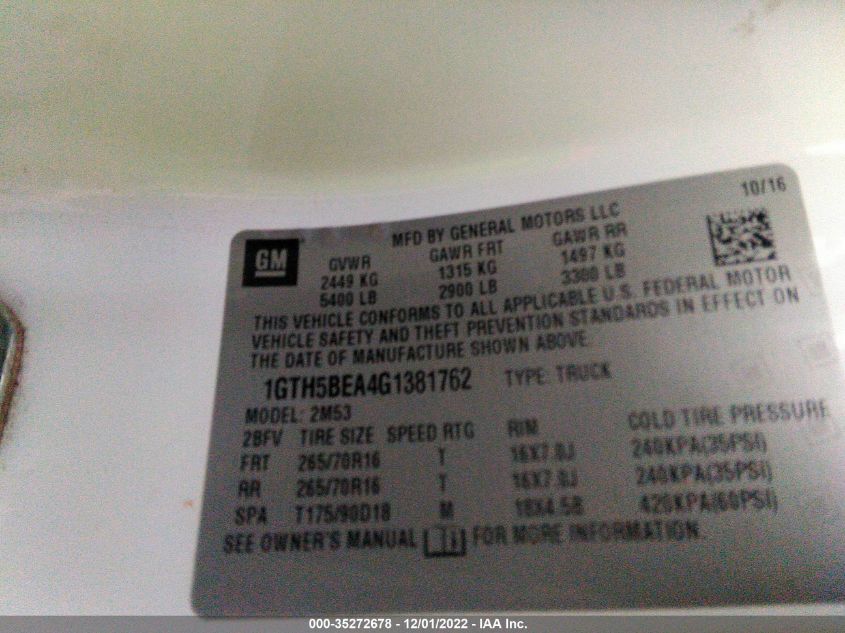 10/16
MFD BY GENERAL MOTORS LLC
GM
GVWR GAWR FRT GAWR RR
2449 KG 1315 KG 1497 KG
5400 LB 2900 LB 3300 LB
THIS VEHICLE CONFORMS TO ALL APPLICABLE U.S. FEDERAL MOTOR
VEHICLE SAFETY AND THEFT PREVENTION STANDARDS IN EFFECT ON
THE DATE OF MANUFACTURE SHOWN ABOVE.
1GTH5BEA4G1381762 TYPE: TRUCK
MODEL: 2M53
2BFV TIRE SIZE SPEED RTG RIM COLD TIRE PRESSURE
FRT 265/70R16 T 16X7.0J 240KPA(35PSI)
RR 265/70R16 T 16X7.0J 240KPA(35PSI)
SPA T175/90D18 M 18X4.5B 420KPA(60PSI)
SEE OWNER'S MANUAL FOR MORE INFORMATION.
000-35272678 - 12/01/2022 - IAA Inc.